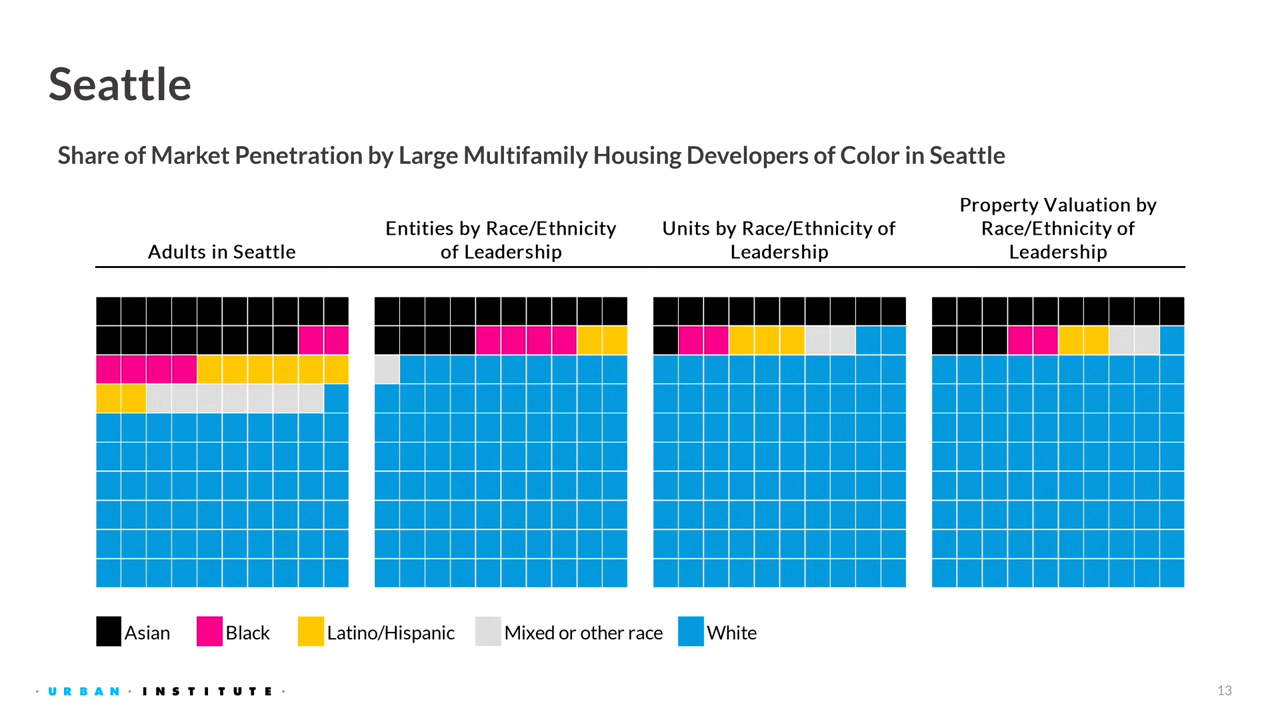 Seattle
Share of Market Penetration by Large Multifamily Housing Developers of Color in Seattle
Adults in Seattle
Entities by Race/Ethnicity
of Leadership
Units by Race/Ethnicity of
Leadership
Property Valuation by
Race/Ethnicity of
Leadership
Asian
Black
Latino/Hispanic
Mixed or other race
White
· URBAN · INSTITUTE ·
13